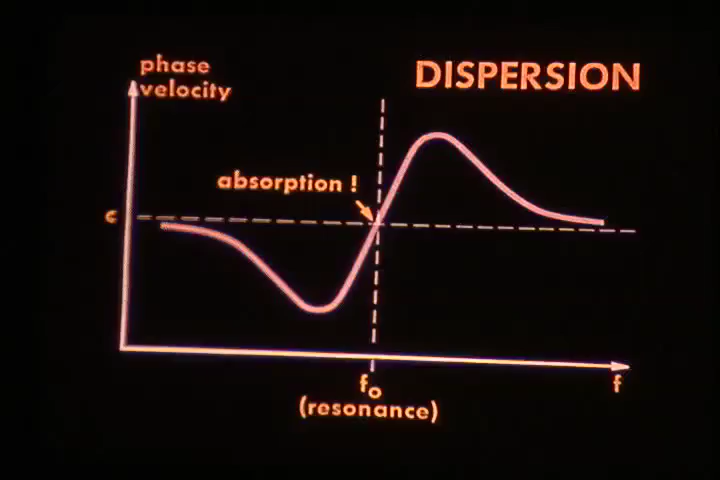 phase
velocity
DISPERSION
absorption !
c
f₀
f
(resonance)